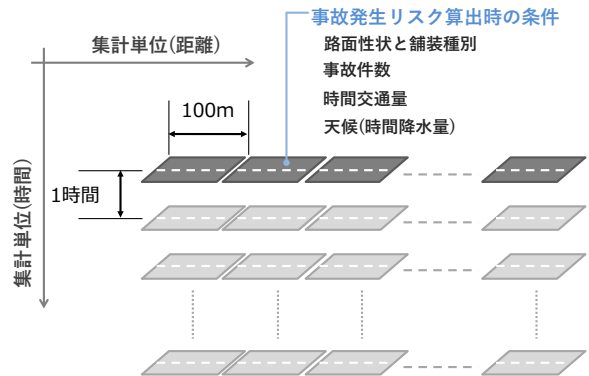 事故発生リスク算出時の条件
集計単位(距離)
路面性状と舗装種別
事故件数
時間交通量
天候(時間降水量)
100m
1時間
集計単位(時間)